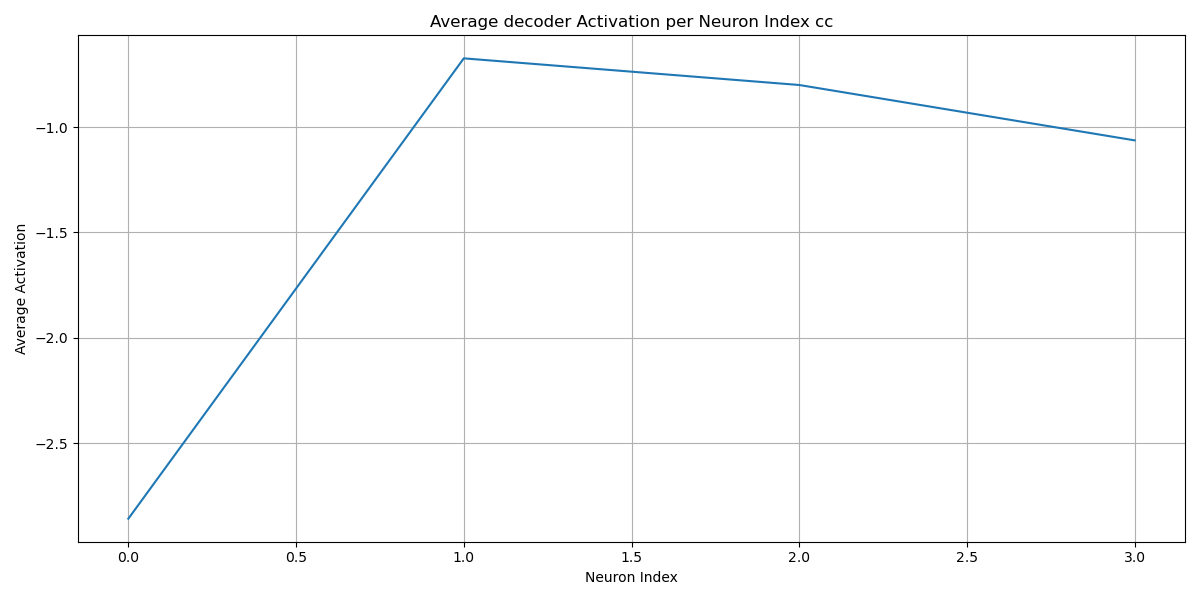 Average decoder Activation per Neuron Index cc
Average Activation
−1.0
−1.5
−2.0
−2.5
0.0 0.5 1.0 1.5 2.0 2.5 3.0
Neuron Index